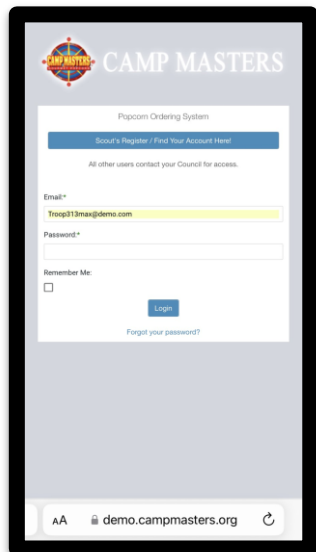 CAMP MASTERS
CAMP MASTERS
Popcorn Ordering System
Scout's Register / Find Your Account Here!
All other users contact your Council for access.
Email:*
Troop313max@demo.com
Password:*
Remember Me:
Login
Forgot your password?
AA demo.campmasters.org